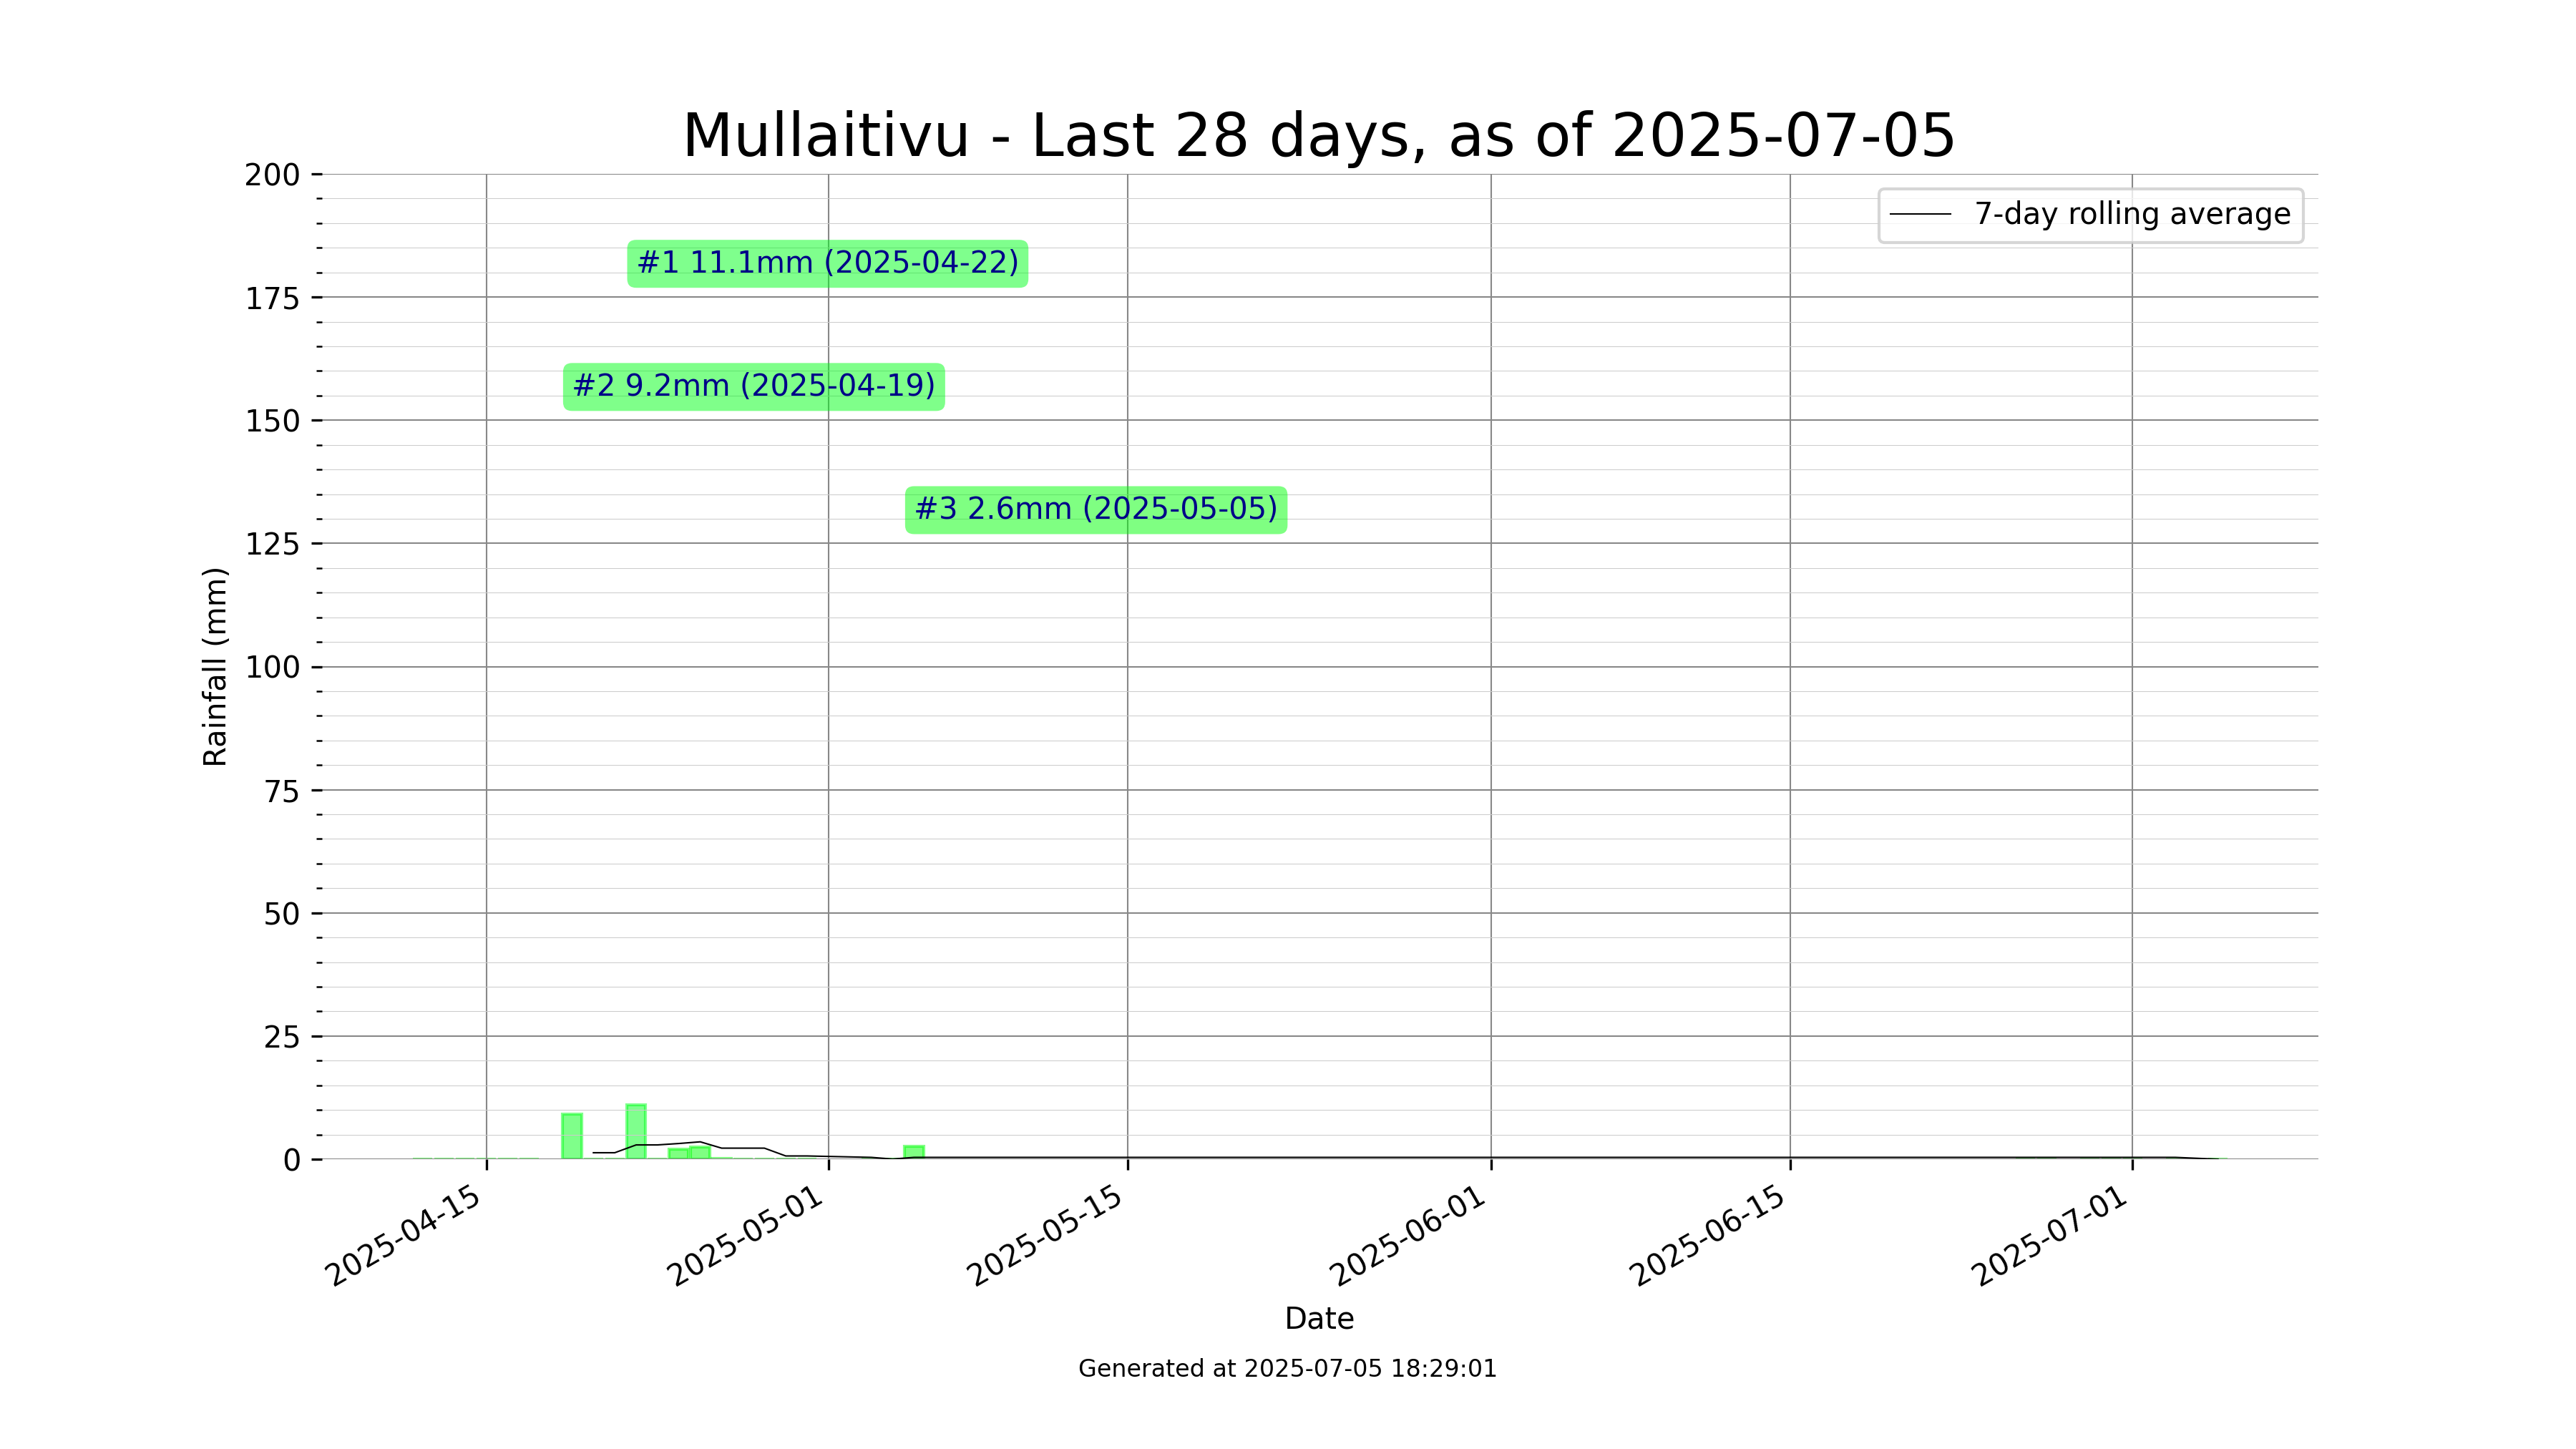 Mullaitivu - Last 28 days, as of 2025-07-05
7-day rolling average
#1 11.1mm (2025-04-22)
#2 9.2mm (2025-04-19)
#3 2.6mm (2025-05-05)
Rainfall (mm)
200
175
150
125
100
75
50
25
0
2025-04-15
2025-05-01
2025-05-15
2025-06-01
2025-06-15
2025-07-01
Date
Generated at 2025-07-05 18:29:01